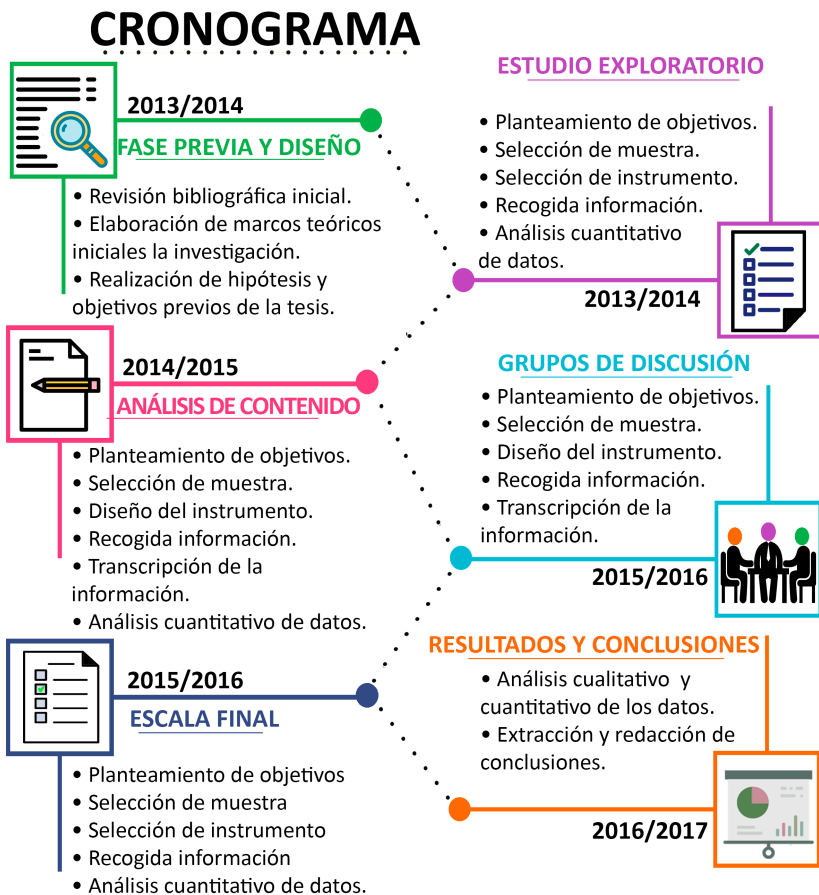 CRONOGRAMA
2013/2014
FASE PREVIA Y DISEÑO
• Revisión bibliográfica inicial.
• Elaboración de marcos teóricos
iniciales la investigación.
• Realización de hipótesis y
objetivos previos de la tesis.
ESTUDIO EXPLORATORIO
• Planteamiento de objetivos.
• Selección de muestra.
• Selección de instrumento.
• Recogida información.
• Análisis cuantitativo
de datos.
2013/2014
2014/2015
ANÁLISIS DE CONTENIDO
• Planteamiento de objetivos.
• Selección de muestra.
• Diseño del instrumento.
• Recogida información.
• Transcripción de la
información.
• Análisis cuantitativo de datos.
GRUPOS DE DISCUSIÓN
• Planteamiento de objetivos.
• Selección de muestra.
• Diseño del instrumento.
• Recogida información.
• Transcripción de la
información.
2015/2016
2015/2016
ESCALA FINAL
• Planteamiento de objetivos
• Selección de muestra
• Selección de instrumento
• Recogida información
• Análisis cuantitativo de datos.
RESULTADOS Y CONCLUSIONES
• Análisis cualitativo y
cuantitativo de los datos.
• Extracción y redacción de
conclusiones.
2016/2017